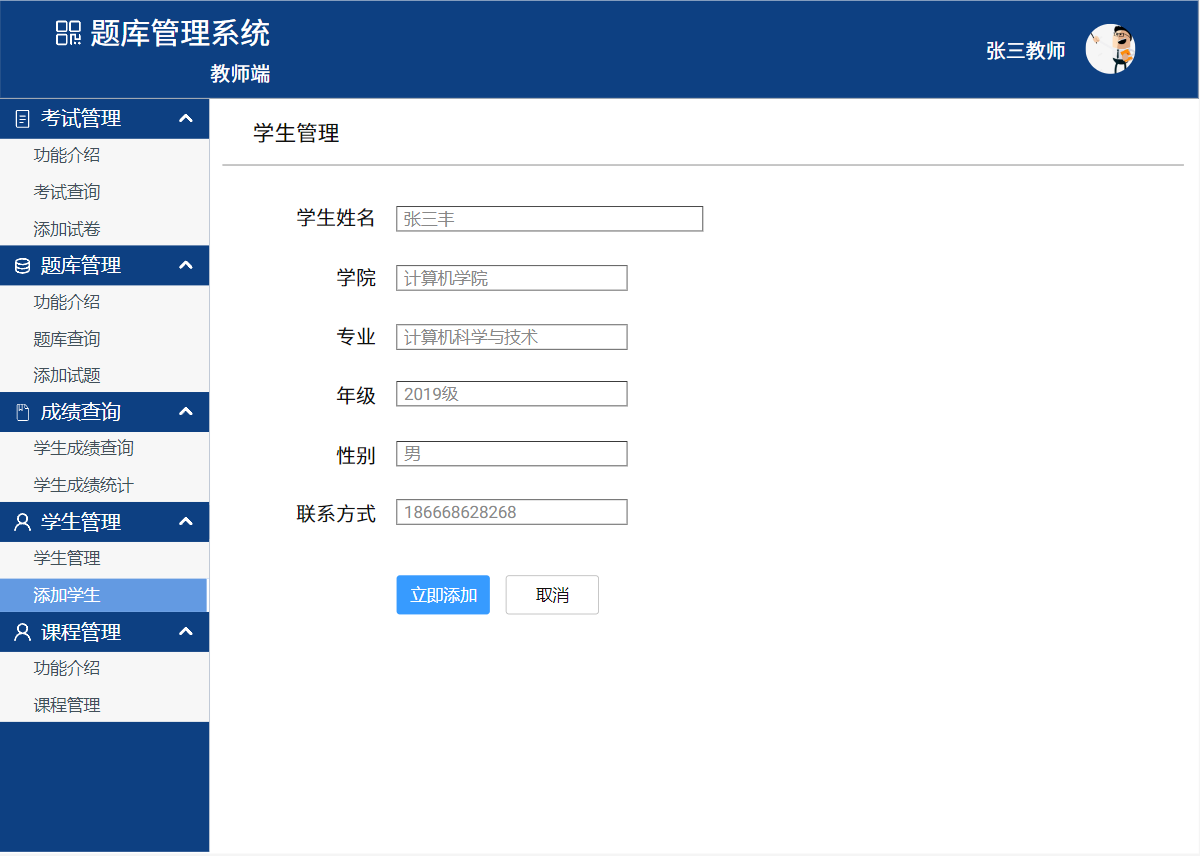 题库管理系统
教师端
张三教师
考试管理
功能介绍
考试查询
添加试卷
题库管理
功能介绍
题库查询
添加试题
成绩查询
学生成绩查询
学生成绩统计
学生管理
学生管理
添加学生
课程管理
功能介绍
课程管理
学生管理
学生姓名 张三丰
学院 计算机学院
专业 计算机科学与技术
年级 2019级
性别 男
联系方式 186668628268
立即添加 取消